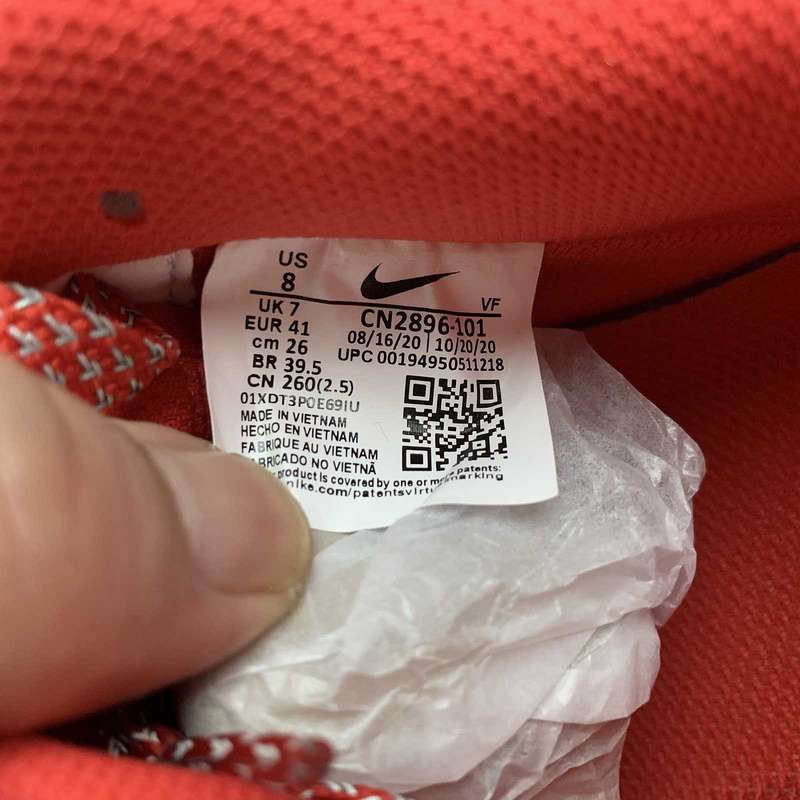 US
8
VF
UK 7
EUR 41
cm 26
BR 39.5
CN 260(2.5)
CN2896-101
08/16/20 | 10/20/20
UPC 00194950511218
01XDT3P0E69IU
MADE IN VIETNAM
HECHO EN VIETNAM
FABRIQUE AU VIETNAM
FABRICADO NO VIETNÃ
product is covered by one or more patents:
nike.com/patentsvirtualmarking